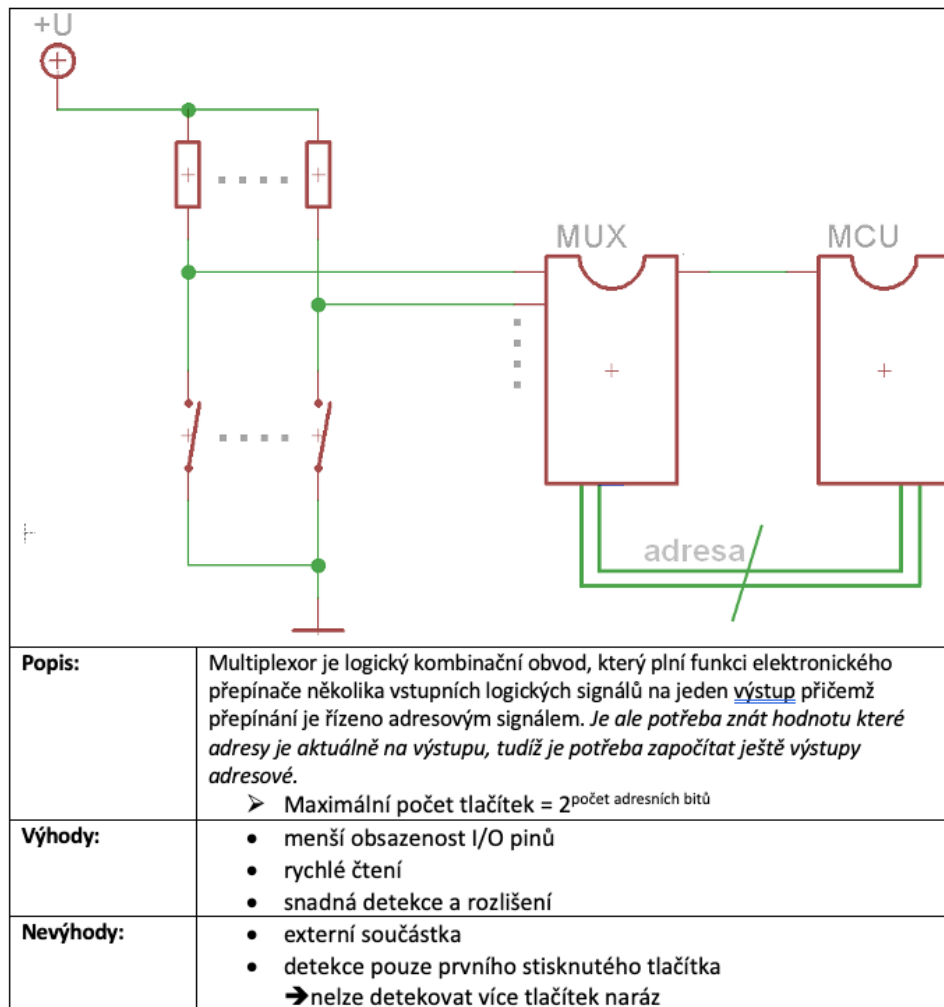 +U
MUX
MCU
adresa
Popis:
Multiplexor je logický kombinační obvod, který plní funkci elektronického
přepínače několika vstupních logických signálů na jeden výstup přičemž
přepínání je řízeno adresovým signálem. Je ale potřeba znát hodnotu které
adresy je aktuálně na výstupu, tudíž je potřeba započítat ještě výstupy
adresové.
➢ Maximální počet tlačítek = 2^počet adresních bitů
Výhody:
• menší obsazenost I/O pinů
• rychlé čtení
• snadná detekce a rozlišení
Nevýhody:
• externí součástka
• detekce pouze prvního stisknutého tlačítka
➔nelze detekovat více tlačítek naráz